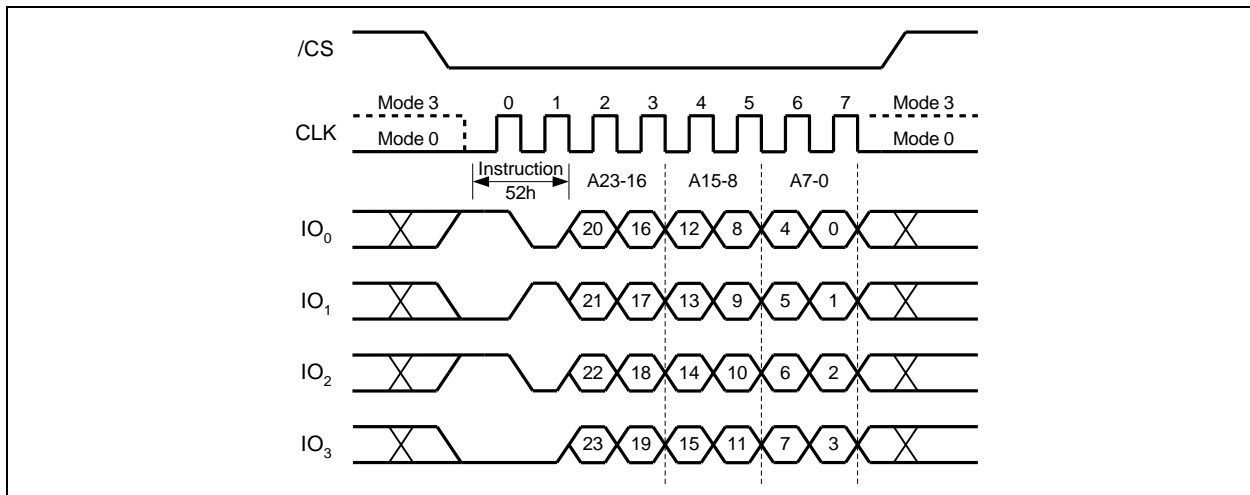 /CS
Mode 3 0 1 2 3 4 5 6 7 Mode 3
CLK
Mode 0 Mode 0
Instruction
52h
A23-16 A15-8 A7-0
IO0 20 16 12 8 4 0
IO1 21 17 13 9 5 1
IO2 22 18 14 10 6 2
IO3 23 19 15 11 7 3